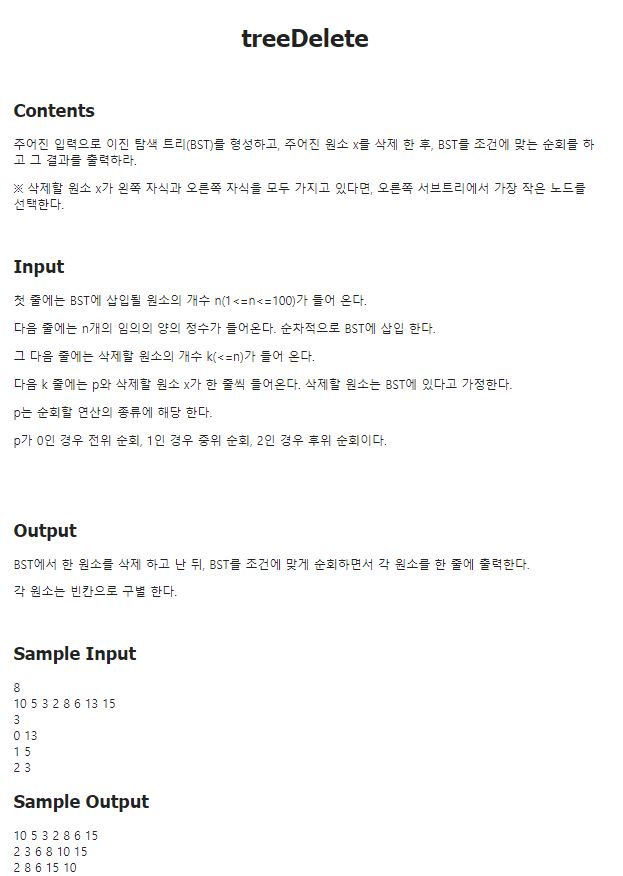 treeDelete
Contents
주어진 입력으로 이진 탐색 트리(BST)를 형성하고, 주어진 원소 x를 삭제 한 후, BST를 조건에 맞는 순회를 하
고 그 결과를 출력하라.
※ 삭제할 원소 x가 왼쪽 자식과 오른쪽 자식을 모두 가지고 있다면, 오른쪽 서브트리에서 가장 작은 노드를
선택한다.
Input
첫 줄에는 BST에 삽입될 원소의 개수 n(1<=n<=100)가 들어 온다.
다음 줄에는 n개의 임의의 양의 정수가 들어온다. 순차적으로 BST에 삽입 한다.
그 다음 줄에는 삭제할 원소의 개수 k(<=n)가 들어 온다.
다음 k 줄에는 p와 삭제할 원소 x가 한 줄씩 들어온다. 삭제할 원소는 BST에 있다고 가정한다.
p는 순회할 연산의 종류에 해당 한다.
p가 0인 경우 전위 순회, 1인 경우 중위 순회, 2인 경우 후위 순회이다.
Output
BST에서 한 원소를 삭제 하고 난 뒤, BST를 조건에 맞게 순회하면서 각 원소를 한 줄에 출력한다.
각 원소는 빈칸으로 구별 한다.
Sample Input
8
10 5 3 2 8 6 13 15
3
0 13
1 5
2 3
Sample Output
10 5 3 2 8 6 15
2 3 6 8 10 15
2 8 6 15 10